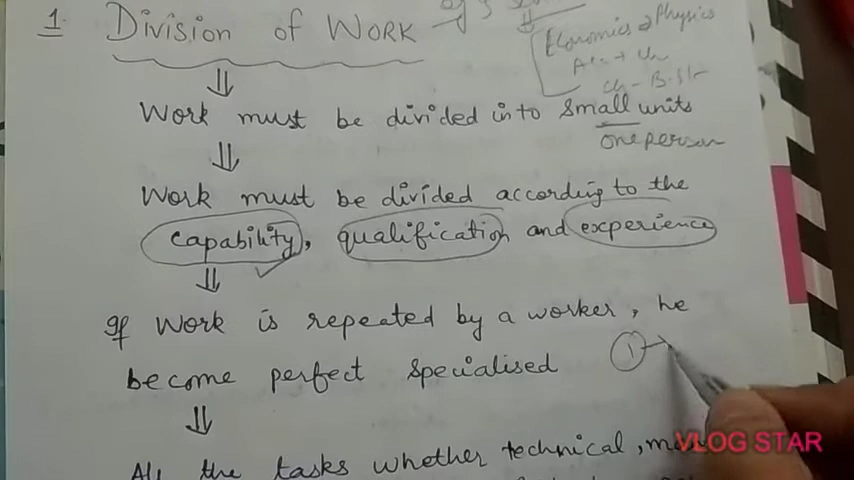 1. Division of Work
Economics Physics
Work must be divided into small units
one person
Work must be divided according to the
capability, qualification and experience
If Work is repeated by a worker, he
become perfect specialised
1
All the tasks whether technical,
VLOG STAR